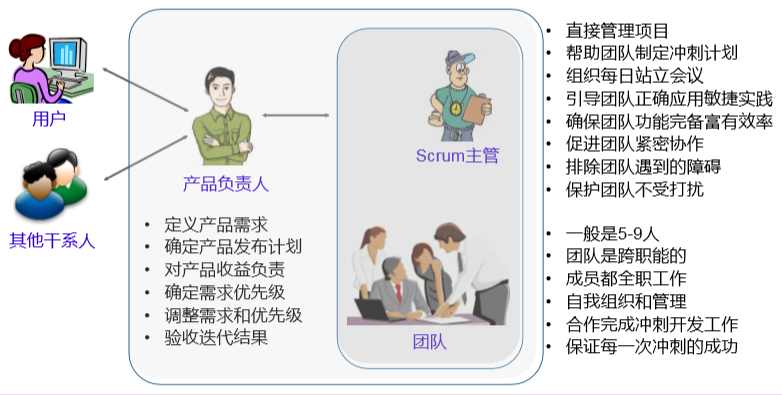 用户
其他干系人
产品负责人
• 定义产品需求
• 确定产品发布计划
• 对产品收益负责
• 确定需求优先级
• 调整需求和优先级
• 验收迭代结果
Scrum主管
团队
• 直接管理项目
• 帮助团队制定冲刺计划
• 组织每日站立会议
• 引导团队正确应用敏捷实践
• 确保团队功能完备富有效率
• 促进团队紧密协作
• 排除团队遇到的障碍
• 保护团队不受打扰
• 一般是5-9人
• 团队是跨职能的
• 成员都全职工作
• 自我组织和管理
• 合作完成冲刺开发工作
• 保证每一次冲刺的成功